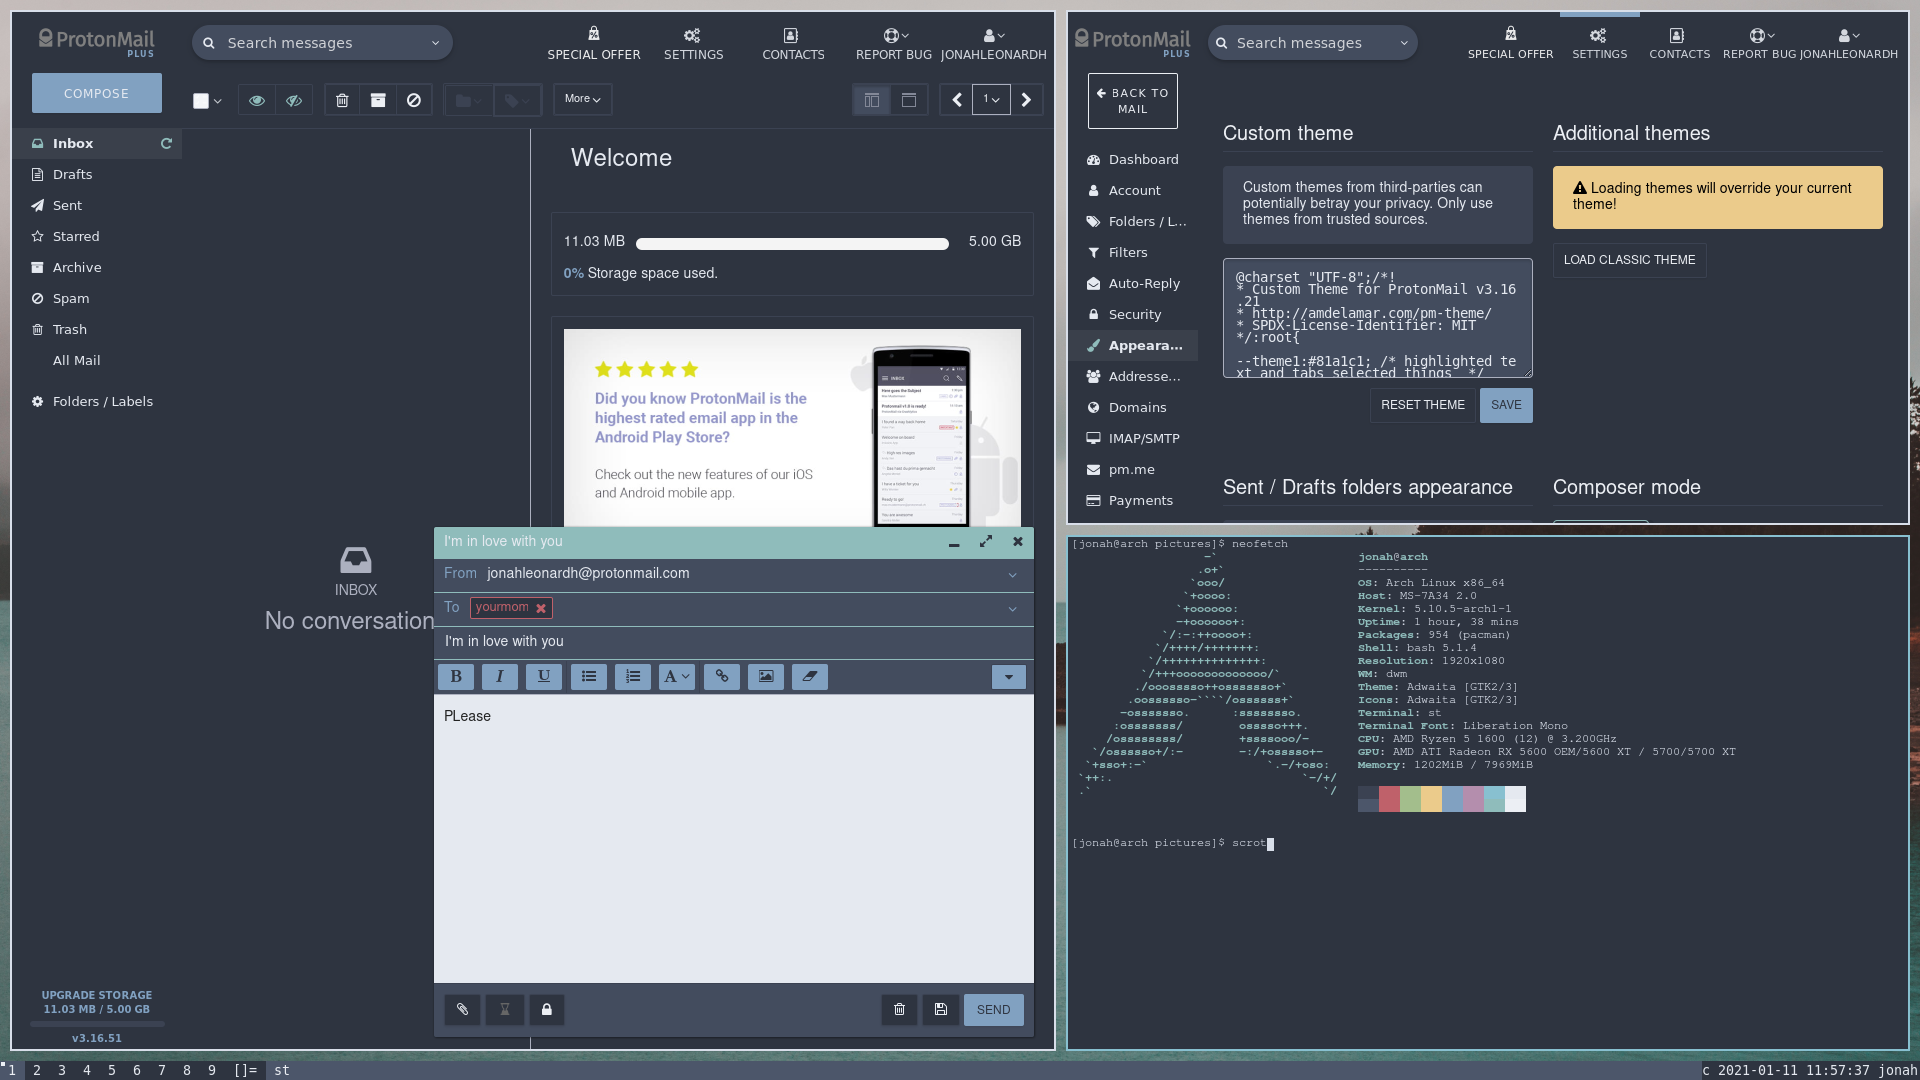 ProtonMail
PLUS
Search messages
SPECIAL OFFER
SETTINGS
CONTACTS
REPORT BUG
JONAHLEONARDH
COMPOSE
More
1
Inbox
Drafts
Sent
Starred
Archive
Spam
Trash
All Mail
Folders / Labels
INBOX
No conversation
UPGRADE STORAGE
11.03 MB / 5.00 GB
v3.16.51
Welcome
11.03 MB
5.00 GB
0% Storage space used.
Did you know ProtonMail is the
highest rated email app in the
Android Play Store?
Check out the new features of our iOS
and Android mobile app.
INBOX
I'm in love with you
From jonahleonardh@protonmail.com
To yourmom
I'm in love with you
B I U A
PLease
SEND
ProtonMail
PLUS
Search messages
SPECIAL OFFER
SETTINGS
CONTACTS
REPORT BUG
JONAHLEONARDH
BACK TO
MAIL
Dashboard
Account
Folders / L...
Filters
Auto-Reply
Security
Appeara...
Addresse...
Domains
IMAP/SMTP
pm.me
Payments
Custom theme
Custom themes from third-parties can
potentially betray your privacy. Only use
themes from trusted sources.
@charset "UTF-8";/*!
* Custom Theme for ProtonMail v3.16
.21
* http://amdelamar.com/pm-theme/
* SPDX-License-Identifier: MIT
*/:root{
--theme1:#81a1c1; /* highlighted te
xt and tabs selected things  */
RESET THEME
SAVE
Additional themes
Loading themes will override your current
theme!
LOAD CLASSIC THEME
Sent / Drafts folders appearance
Composer mode
[jonah@arch pictures]$ neofetch
jonah@arch
----------
OS: Arch Linux x86_64
Host: MS-7A34 2.0
Kernel: 5.10.5-arch1-1
Uptime: 1 hour, 38 mins
Packages: 954 (pacman)
Shell: bash 5.1.4
Resolution: 1920x1080
WM: dwm
Theme: Adwaita [GTK2/3]
Icons: Adwaita [GTK2/3]
Terminal: st
Terminal Font: Liberation Mono
CPU: AMD Ryzen 5 1600 (12) @ 3.200GHz
GPU: AMD ATI Radeon RX 5600 OEM/5600 XT / 5700/5700 XT
Memory: 1202MiB / 7969MiB
[jonah@arch pictures]$ scrot
1 2 3 4 5 6 7 8 9 []= st
c 2021-01-11 11:57:37 jonah